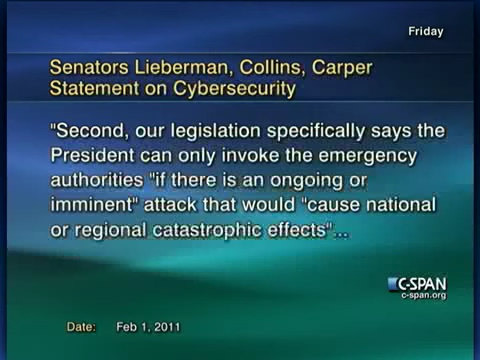 Friday
Senators Lieberman, Collins, Carper
Statement on Cybersecurity
"Second, our legislation specifically says the
President can only invoke the emergency
authorities "if there is an ongoing or
imminent" attack that would "cause national
or regional catastrophic effects"...
C-SPAN
c-span.org
Date: Feb 1, 2011